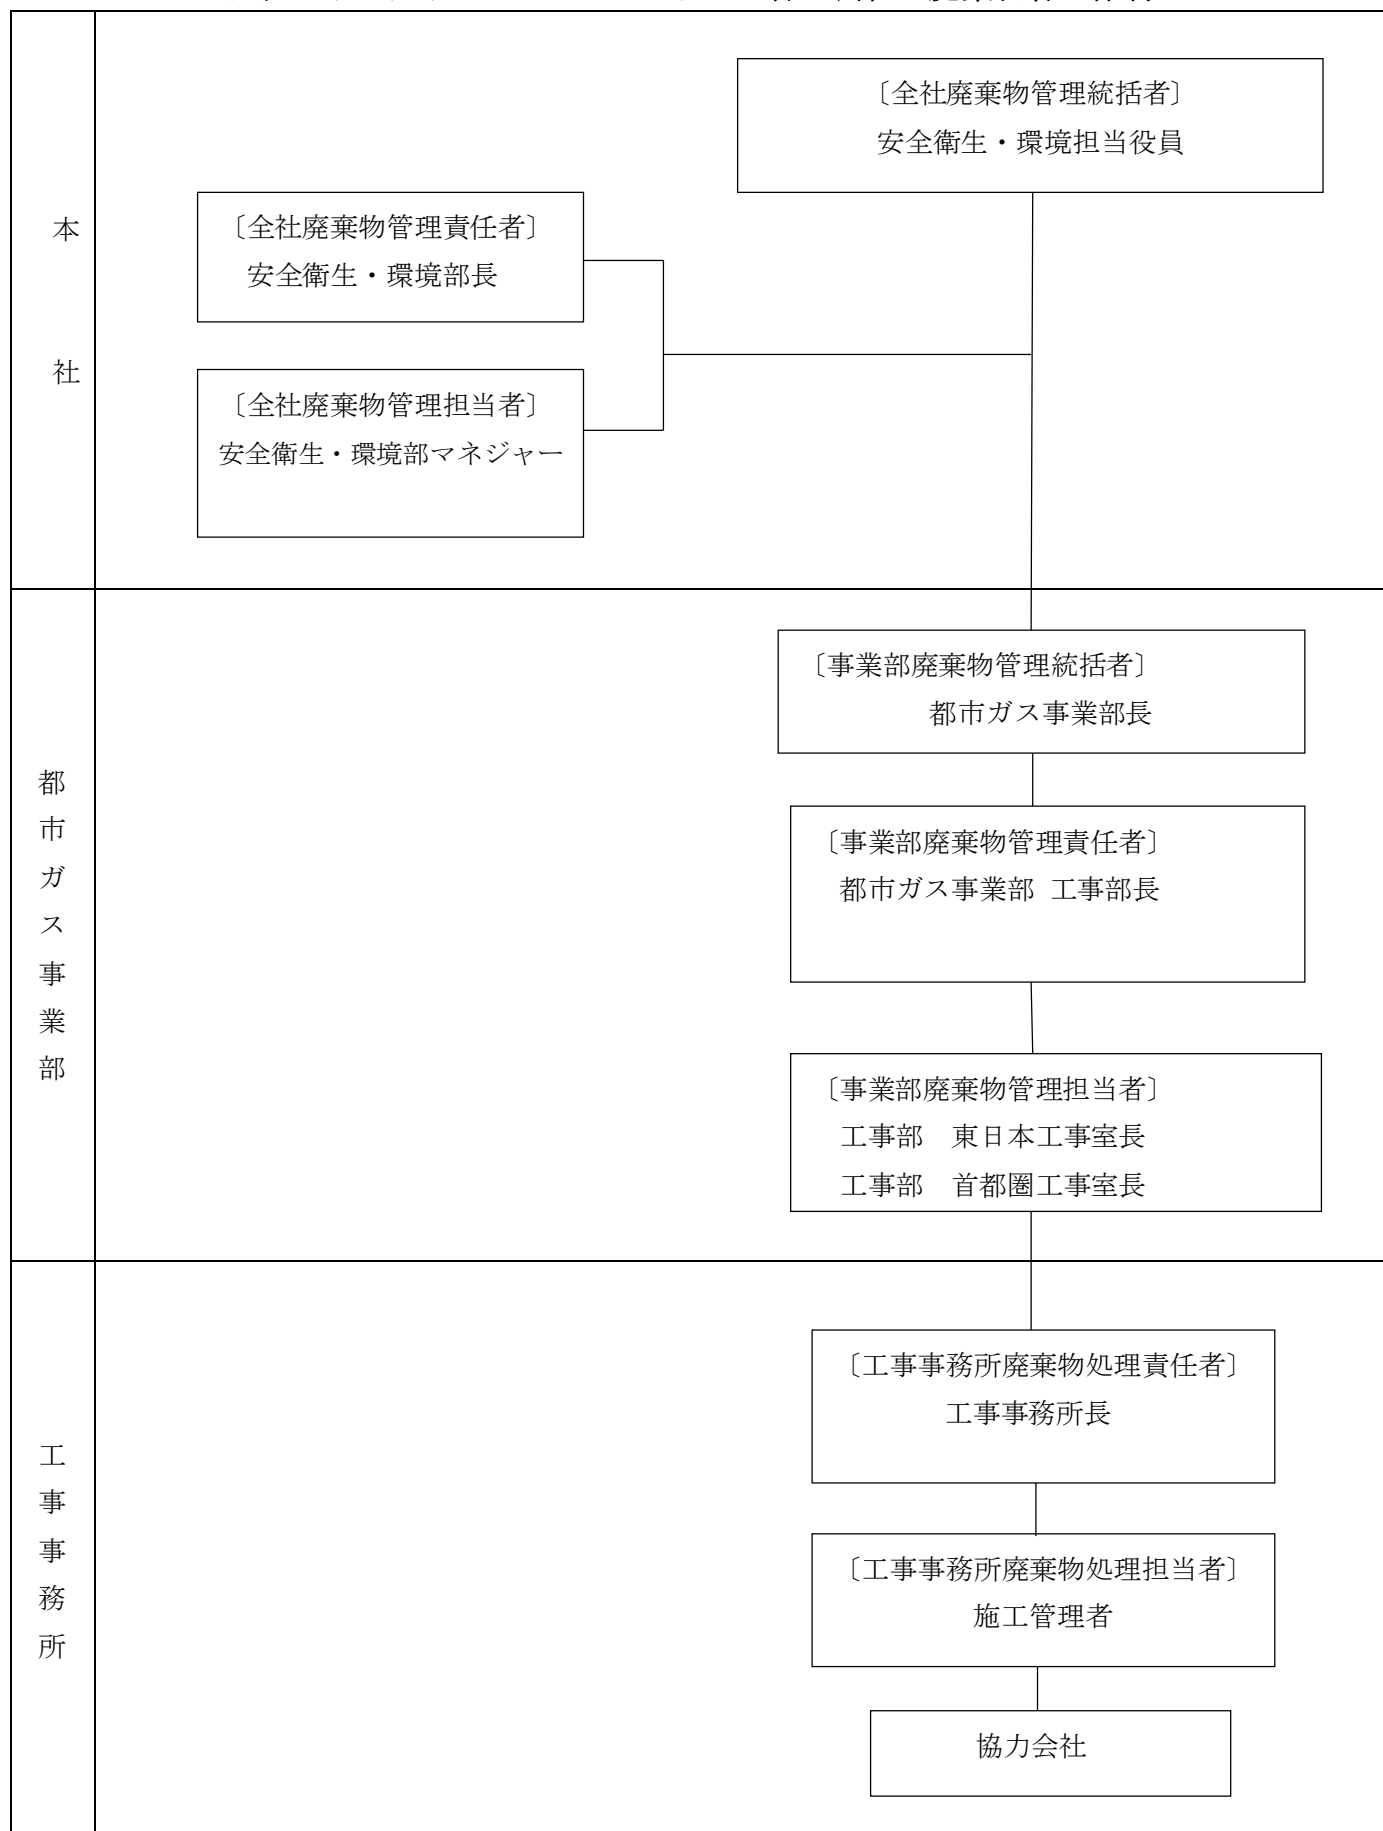 本社
〔全社廃棄物管理統括者〕
安全衛生・環境担当役員
〔全社廃棄物管理責任者〕
安全衛生・環境部長
〔全社廃棄物管理担当者〕
安全衛生・環境部マネジャー
都市ガス事業部
〔事業部廃棄物管理統括者〕
都市ガス事業部長
〔事業部廃棄物管理責任者〕
都市ガス事業部 工事部長
〔事業部廃棄物管理担当者〕
工事部　東日本工事室長
工事部　首都圏工事室長
工事事務所
〔工事事務所廃棄物処理責任者〕
工事事務所長
〔工事事務所廃棄物処理担当者〕
施工管理者
協力会社